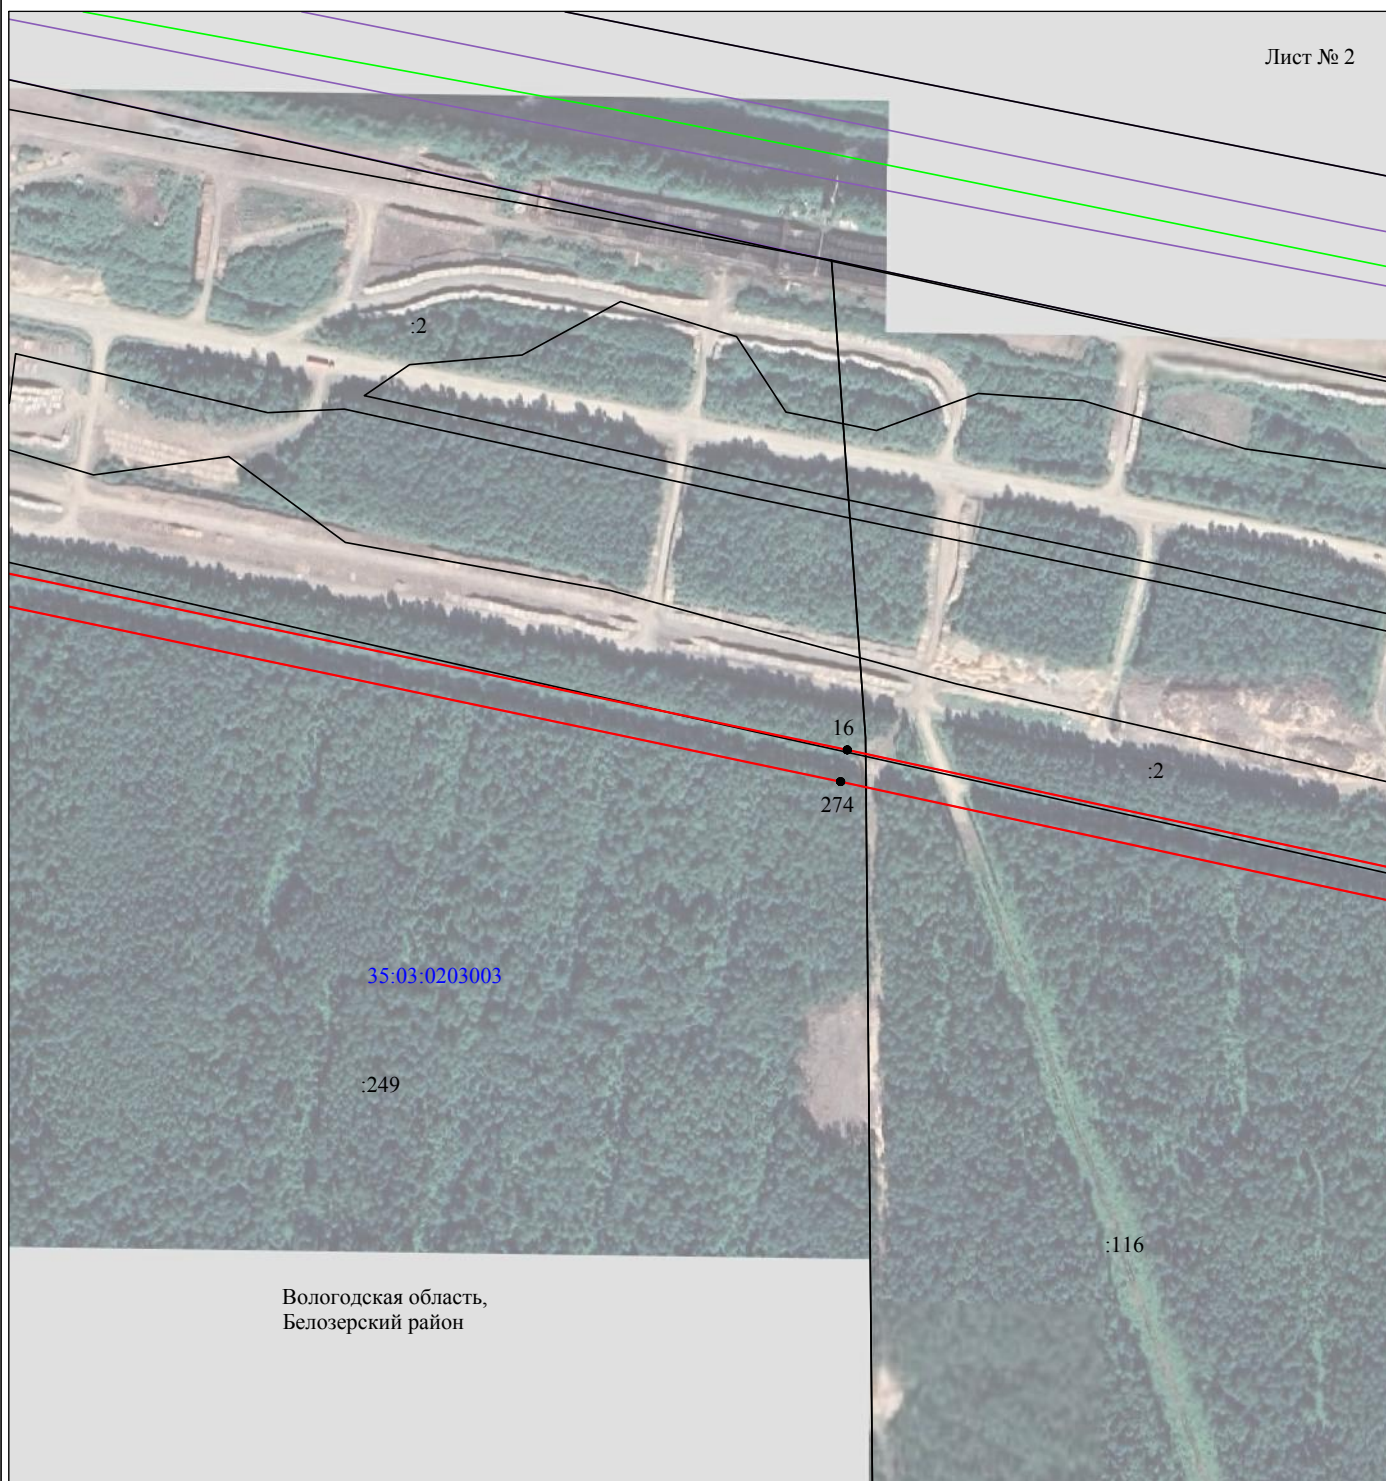 Лист № 2
:2
16
:2
274
35:03:0203003
:249
:116
Вологодская область,
Белозерский район